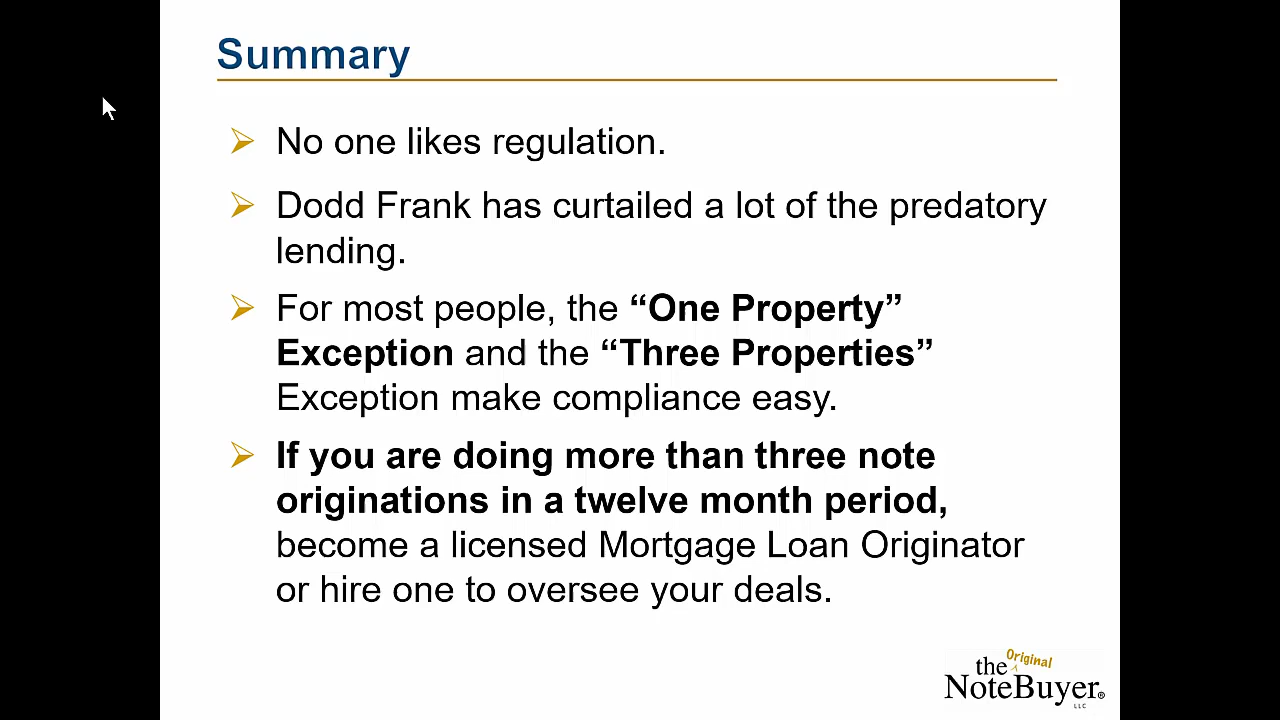 Summary
No one likes regulation.
Dodd Frank has curtailed a lot of the predatory
lending.
For most people, the “One Property”
Exception and the “Three Properties”
Exception make compliance easy.
If you are doing more than three note
originations in a twelve month period,
become a licensed Mortgage Loan Originator
or hire one to oversee your deals.
the Original
NoteBuyer®
LLC